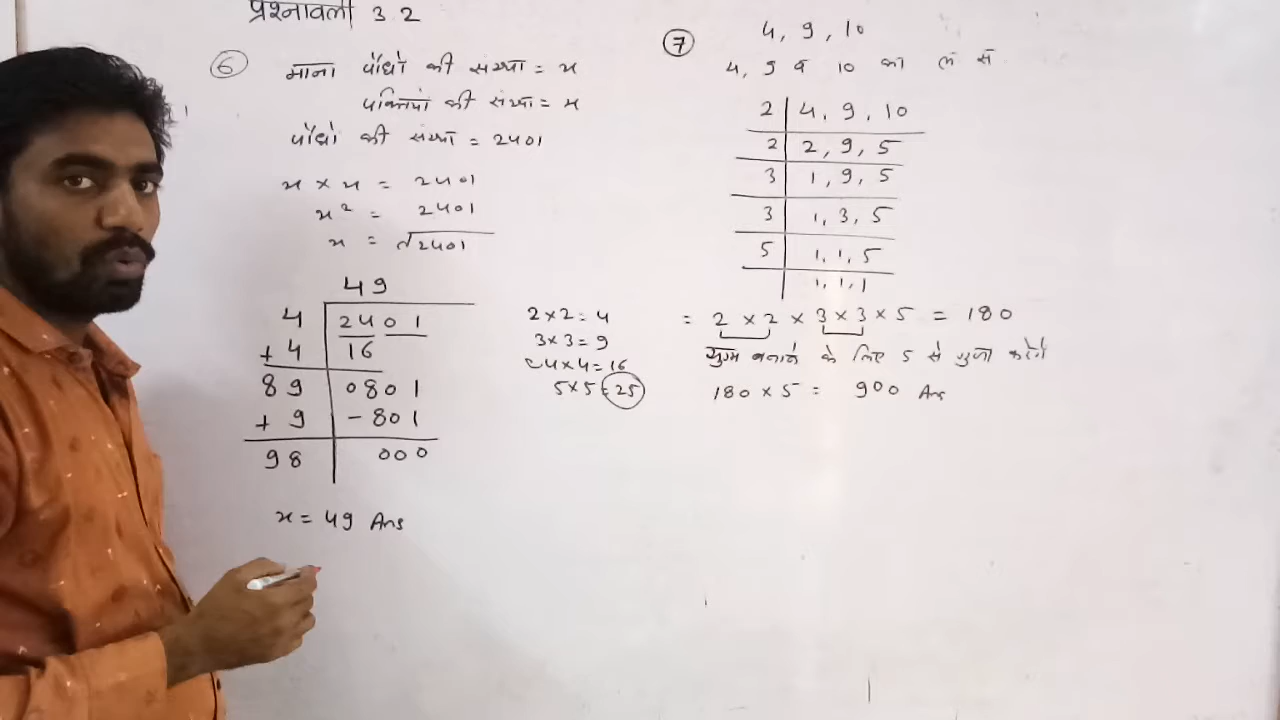 प्रश्नावली 3.2
⑥ माना पौधो की संख्या = x
पंक्तियों की संख्या = x
पौधो की संख्या = 2401
x × x = 2401
x² = 2401
x = √2401
49
4 | 2401
+4 | 16
89 | 0801
+9 | -801
98 | 000
x = 49 Ans
2×2=4
3×3=9
4×4=16
5×5=25
⑦ 4, 9, 10
4, 9 व 10 का ल स
2 | 4, 9, 10
2 | 2, 9, 5
3 | 1, 9, 5
3 | 1, 3, 5
5 | 1, 1, 5
1, 1, 1
= 2 × 2 × 3 × 3 × 5 = 180
युग्म बनाने के लिए 5 से गुणा करेंगे
180 × 5 = 900 Ans